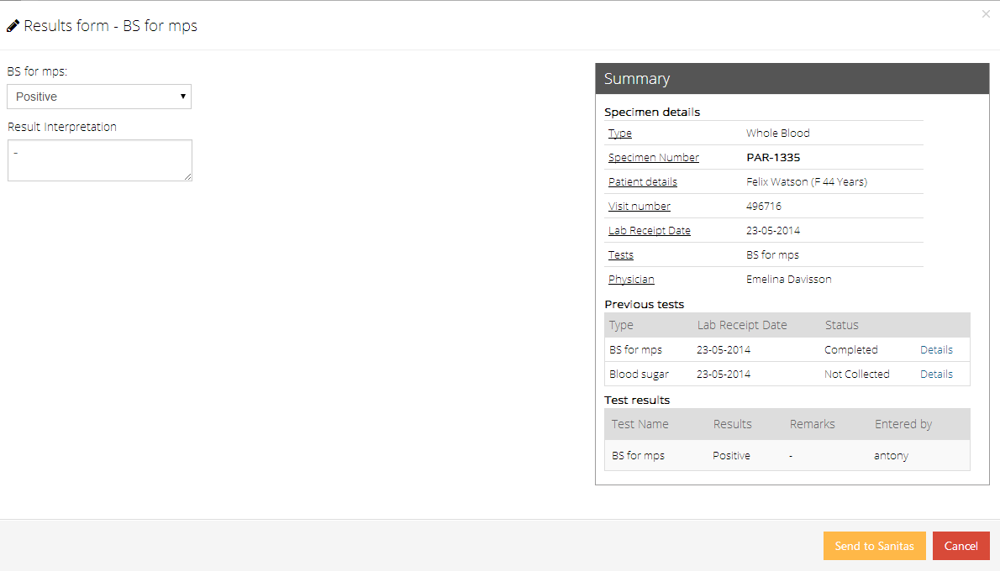 ×
Results form - BS for mps
BS for mps:
Positive
Result Interpretation
-
Summary
Specimen details
Type Whole Blood
Specimen Number PAR-1335
Patient details Felix Watson (F 44 Years)
Visit number 496716
Lab Receipt Date 23-05-2014
Tests BS for mps
Physician Emelina Davisson
Previous tests
Type Lab Receipt Date Status
BS for mps 23-05-2014 Completed Details
Blood sugar 23-05-2014 Not Collected Details
Test results
Test Name Results Remarks Entered by
BS for mps Positive - antony
Send to Sanitas Cancel